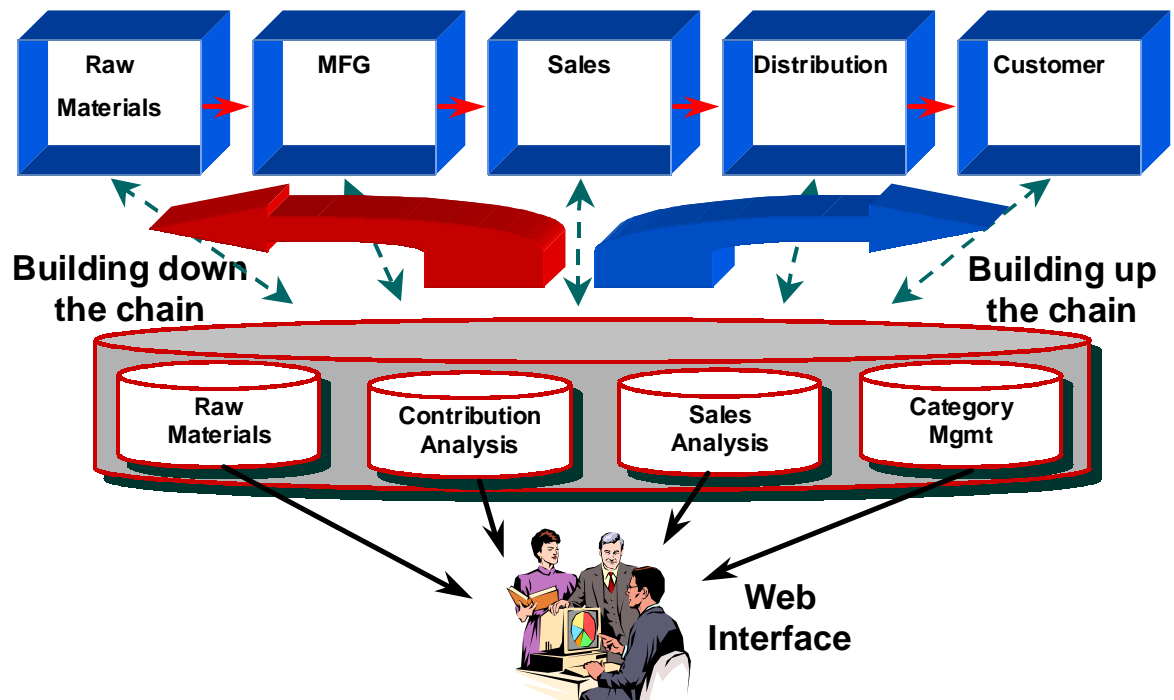 Raw
Materials
MFG
Sales
Distribution
Customer
Building down
the chain
Building up
the chain
Raw
Materials
Contribution
Analysis
Sales
Analysis
Category
Mgmt
Web
Interface